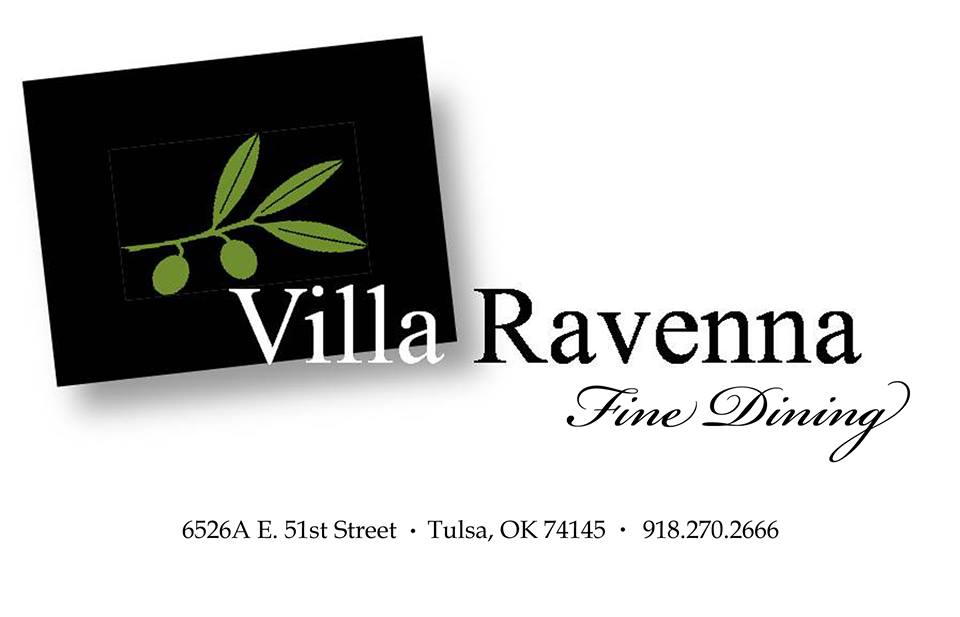 Villa Ravenna
Fine Dining
6526A E. 51st Street · Tulsa, OK 74145 · 918.270.2666